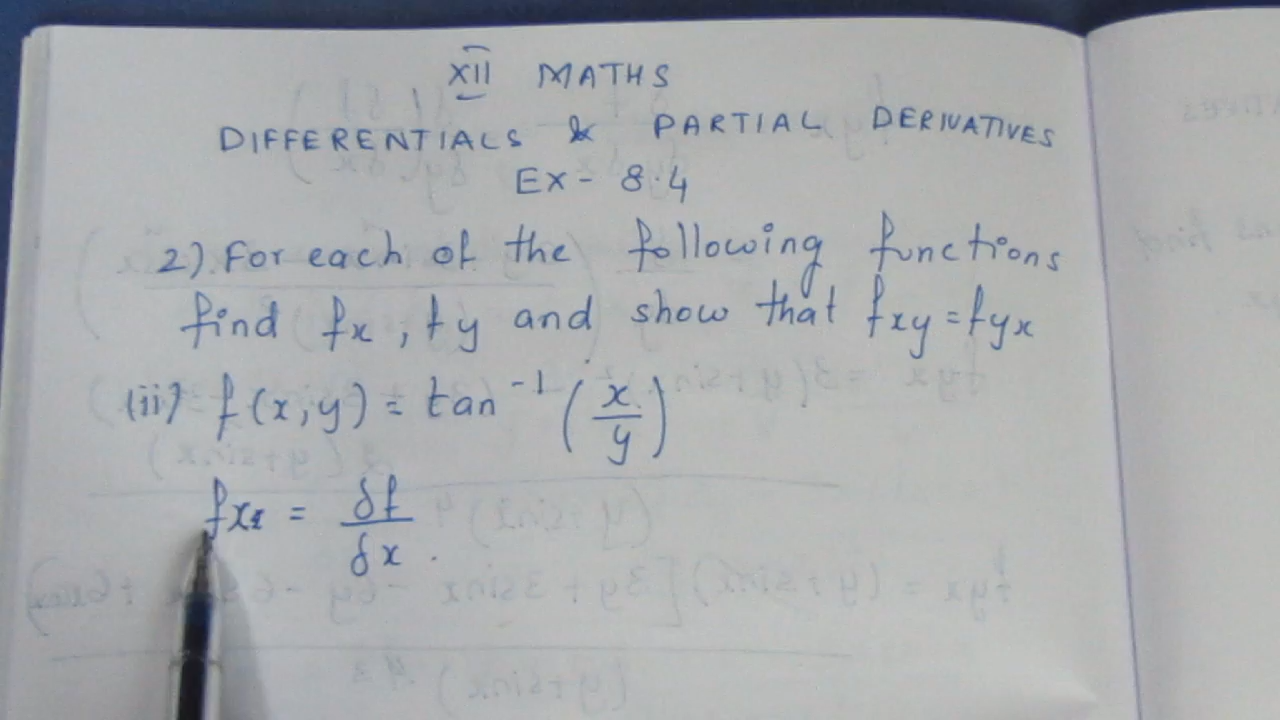 XII MATHS
DIFFERENTIALS & PARTIAL DERIVATIVES
Ex - 8.4
2) For each of the following functions
find fx, fy and show that fxy = fyx
(ii) f(x,y) = tan⁻¹ (x/y)
fx = δf/δx.